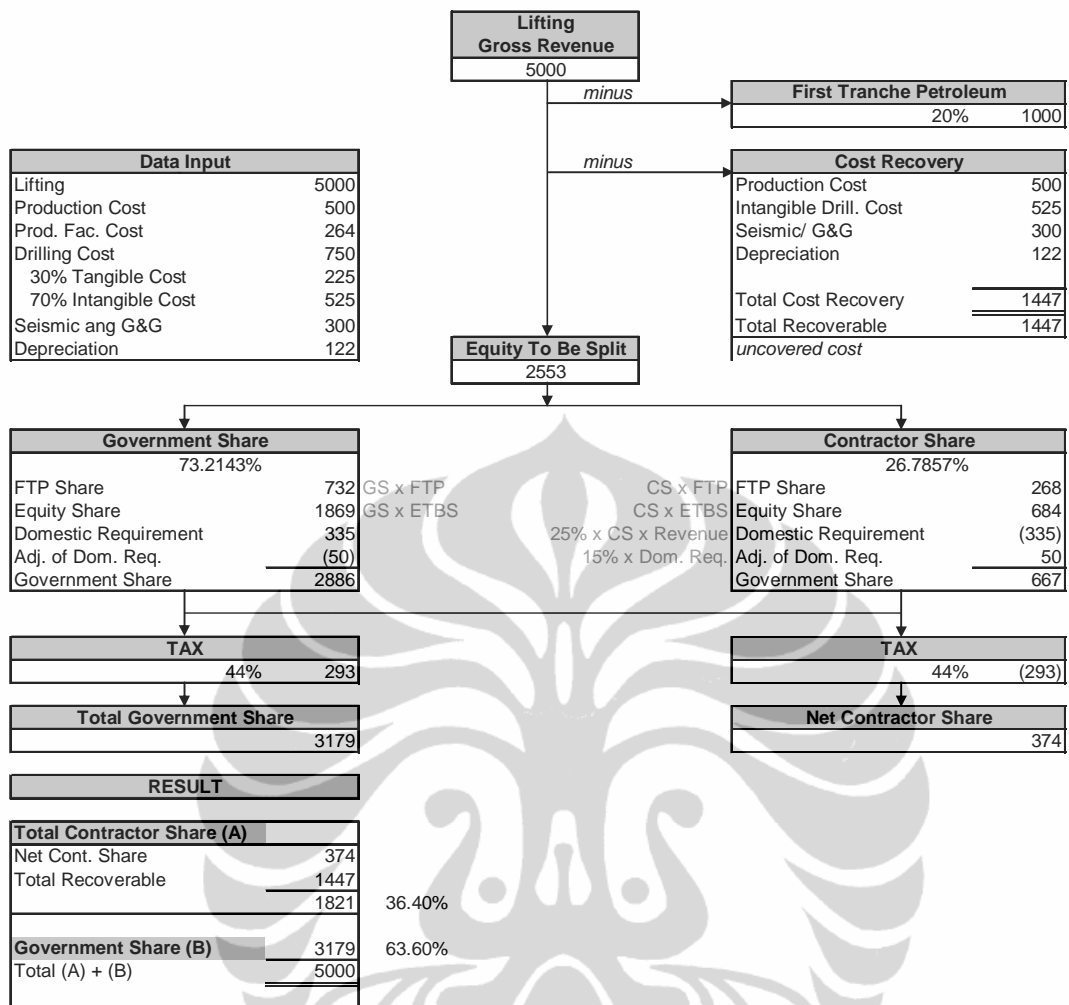 Lifting
Gross Revenue
5000
minus
First Tranche Petroleum
20% 1000
Data Input
Lifting 5000
Production Cost 500
Prod. Fac. Cost 264
Drilling Cost 750
30% Tangible Cost 225
70% Intangible Cost 525
Seismic ang G&G 300
Depreciation 122
minus
Cost Recovery
Production Cost 500
Intangible Drill. Cost 525
Seismic/ G&G 300
Depreciation 122
Total Cost Recovery 1447
Total Recoverable 1447
uncovered cost
Equity To Be Split
2553
Government Share
73.2143%
FTP Share 732 GS x FTP
Equity Share 1869 GS x ETBS
Domestic Requirement 335
Adj. of Dom. Req. (50)
Government Share 2886
Contractor Share
26.7857%
CS x FTP FTP Share 268
CS x ETBS Equity Share 684
25% x CS x Revenue Domestic Requirement (335)
15% x Dom. Req. Adj. of Dom. Req. 50
Government Share 667
TAX
44% 293
TAX
44% (293)
Total Government Share
3179
Net Contractor Share
374
RESULT
Total Contractor Share (A)
Net Cont. Share 374
Total Recoverable 1447
1821 36.40%
Government Share (B) 3179 63.60%
Total (A) + (B) 5000